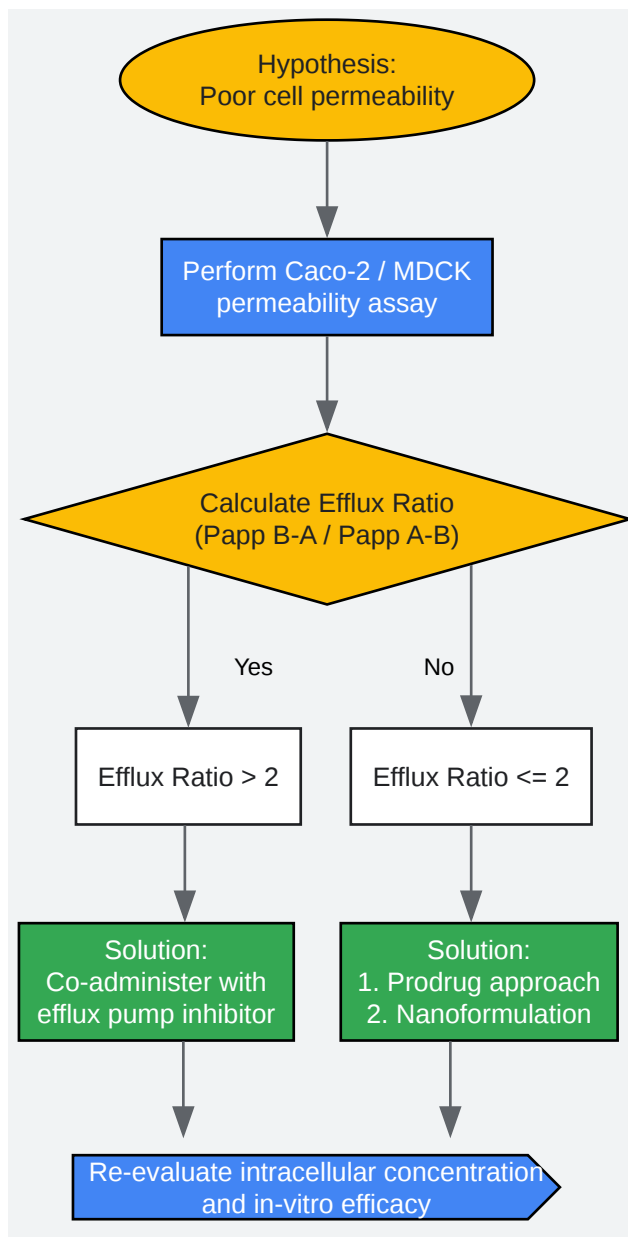 Hypothesis:
Poor cell permeability
Perform Caco-2 / MDCK
permeability assay
Calculate Efflux Ratio
(Papp B-A / Papp A-B)
Yes
No
Efflux Ratio > 2
Efflux Ratio <= 2
Solution:
Co-administer with
efflux pump inhibitor
Solution:
1. Prodrug approach
2. Nanoformulation
Re-evaluate intracellular concentration
and in-vitro efficacy